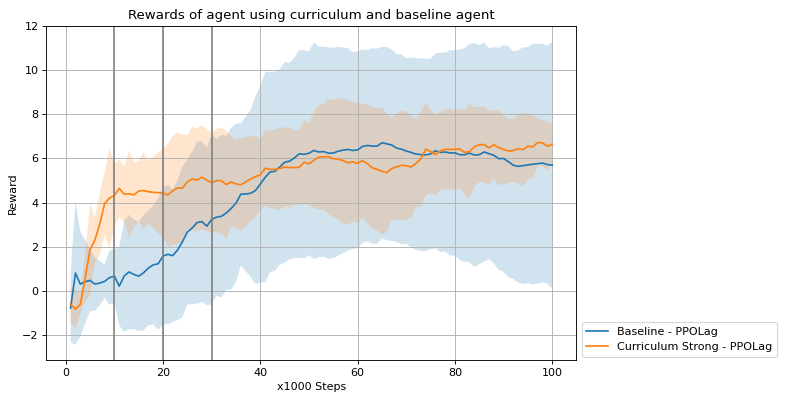 Rewards of agent using curriculum and baseline agent
12
10
8
6
4
2
0
−2
Reward
0 20 40 60 80 100
x1000 Steps
Baseline - PPOLag
Curriculum Strong - PPOLag